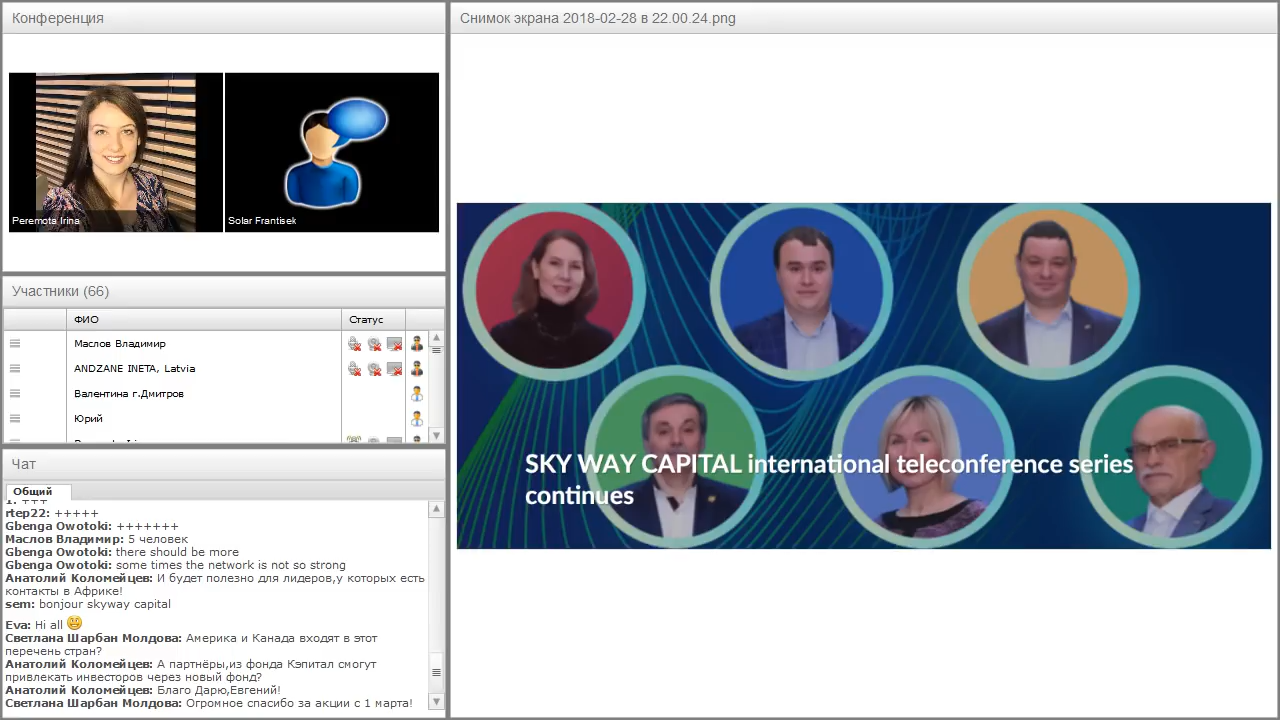 Конференция
Peremota Irina
Solar Frantisek
Участники (66)
ФИО
Статус
Маслов Владимир
ANDZANE INETA, Latvia
Валентина г.Дмитров
Юрий
Чат
Общий
rtep22: +++++
Gbenga Owotoki: +++++++
Маслов Владимир: 5 человек
Gbenga Owotoki: there should be more
Gbenga Owotoki: some times the network is not so strong
Анатолий Коломейцев: И будет полезно для лидеров,у которых есть
контакты в Африке!
sem: bonjour skyway capital
Eva: Hi all
Светлана Шарбан Молдова: Америка и Канада входят в этот
перечень стран?
Анатолий Коломейцев: А партнёры,из фонда Кэпитал смогут
привлекать инвесторов через новый фонд?
Анатолий Коломейцев: Благо Дарю,Евгений!
Светлана Шарбан Молдова: Огромное спасибо за акции с 1 марта!
Снимок экрана 2018-02-28 в 22.00.24.png
SKY WAY CAPITAL international teleconference series
continues